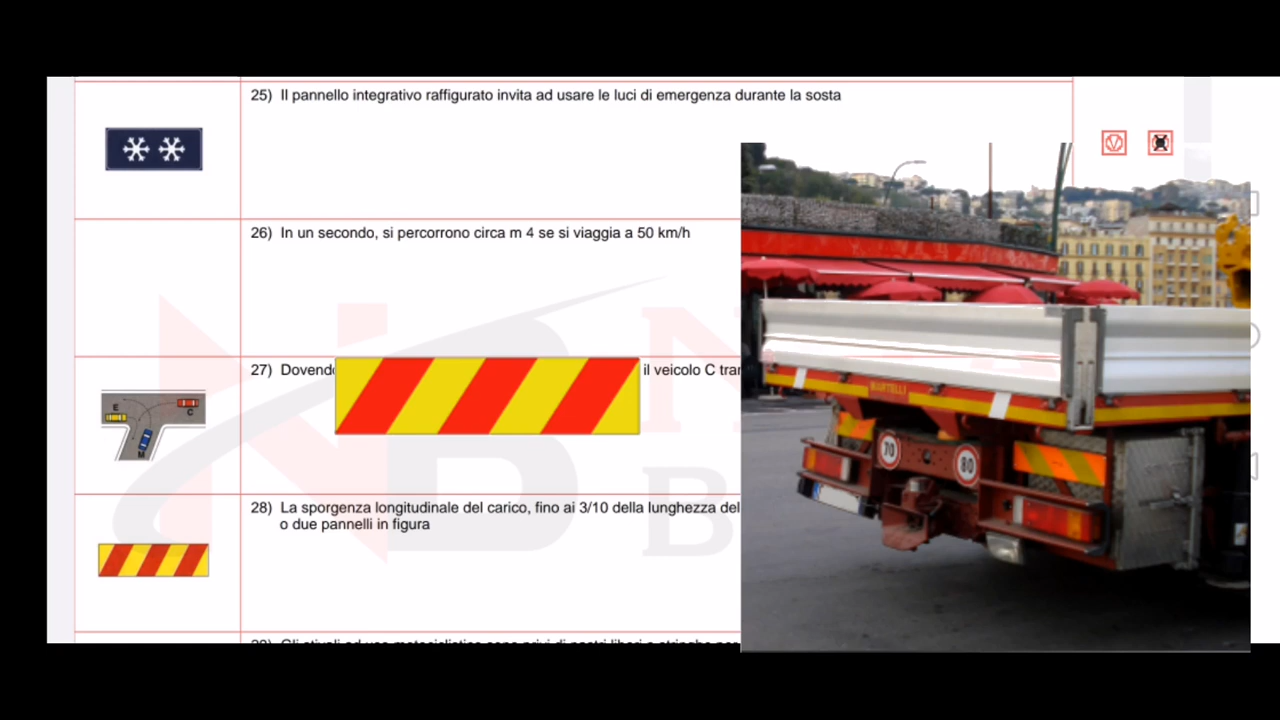 25) Il pannello integrativo raffigurato invita ad usare le luci di emergenza durante la sosta
V
26) In un secondo, si percorrono circa m 4 se si viaggia a 50 km/h
27) Dovendo il veicolo C
E
C
M
28) La sporgenza longitudinale del carico, fino ai 3/10 della lunghezza del
o due pannelli in figura
MARTELLI
70
80
N
B